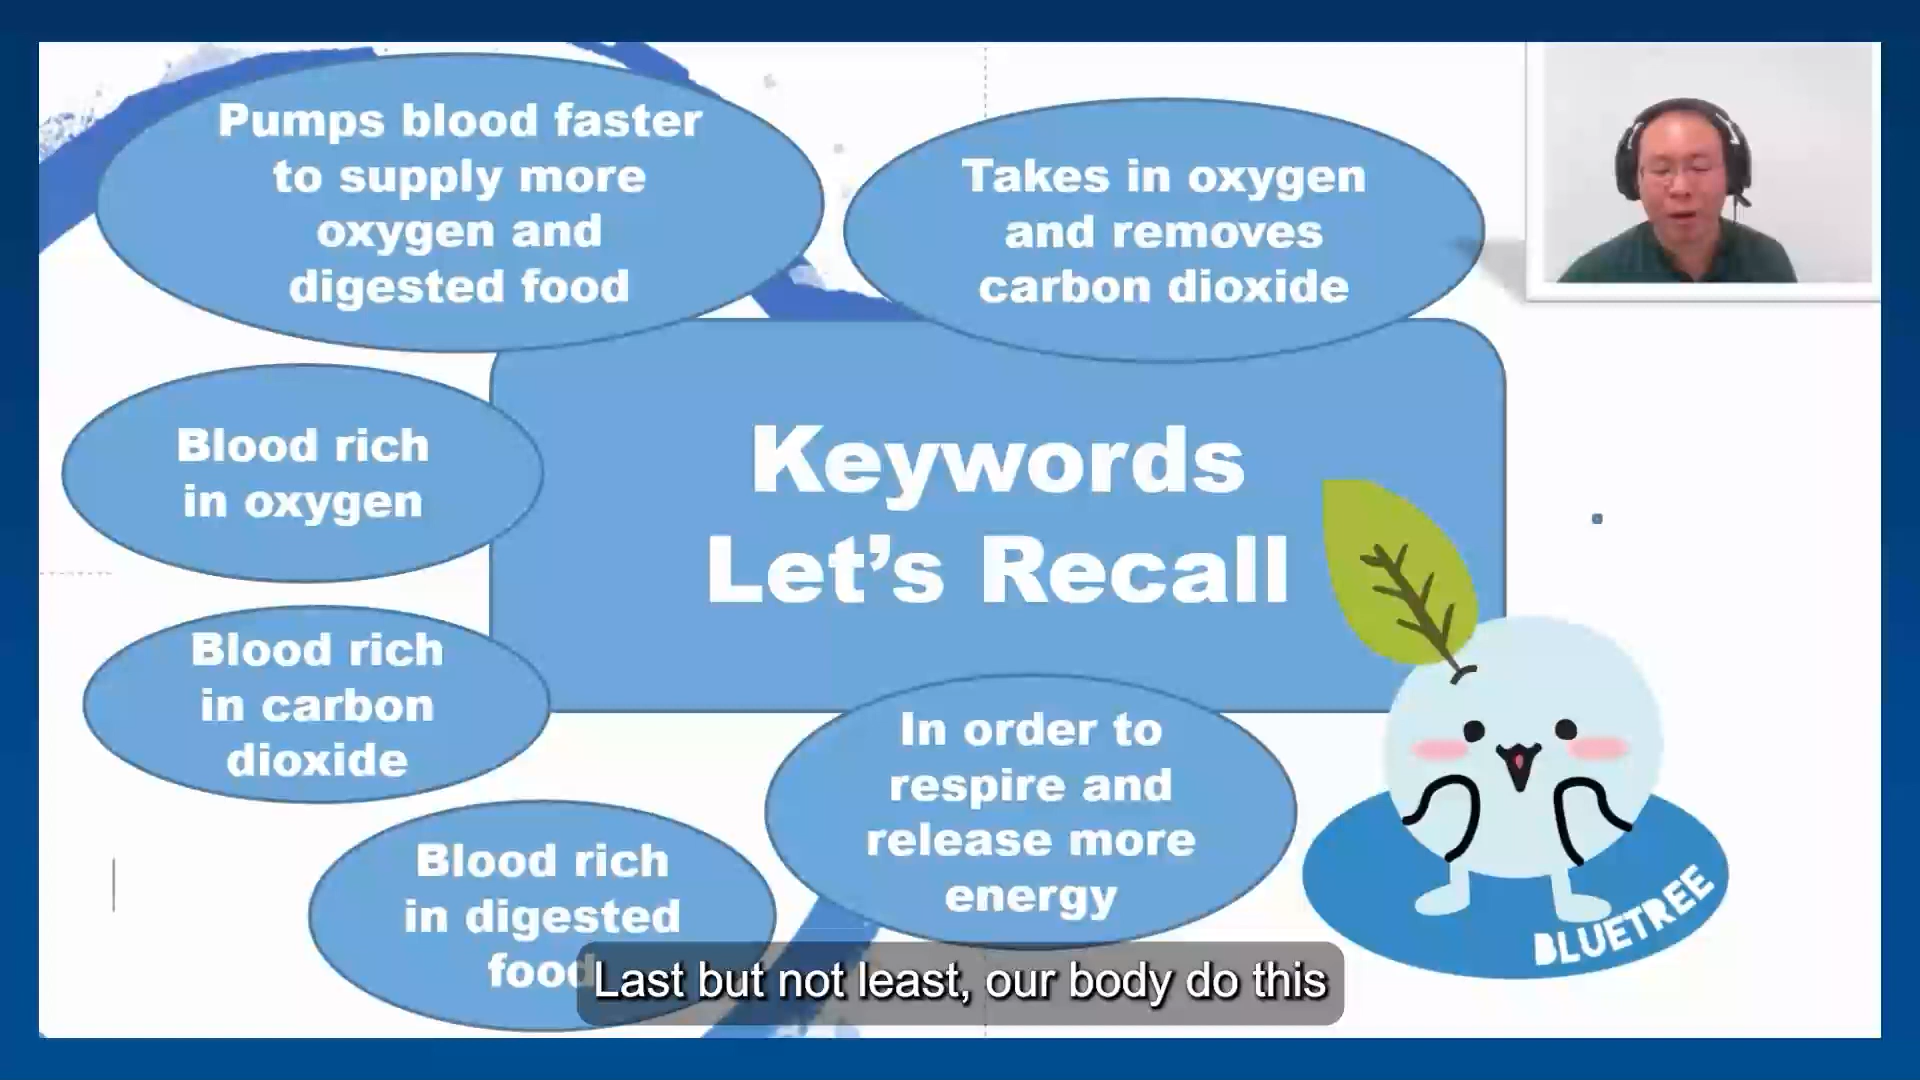 Pumps blood faster
to supply more
oxygen and
digested food
Takes in oxygen
and removes
carbon dioxide
Blood rich
in oxygen
Keywords
Let's Recall
Blood rich
in carbon
dioxide
In order to
respire and
release more
energy
Blood rich
in digested
food
BLUETREE
Last but not least, our body do this